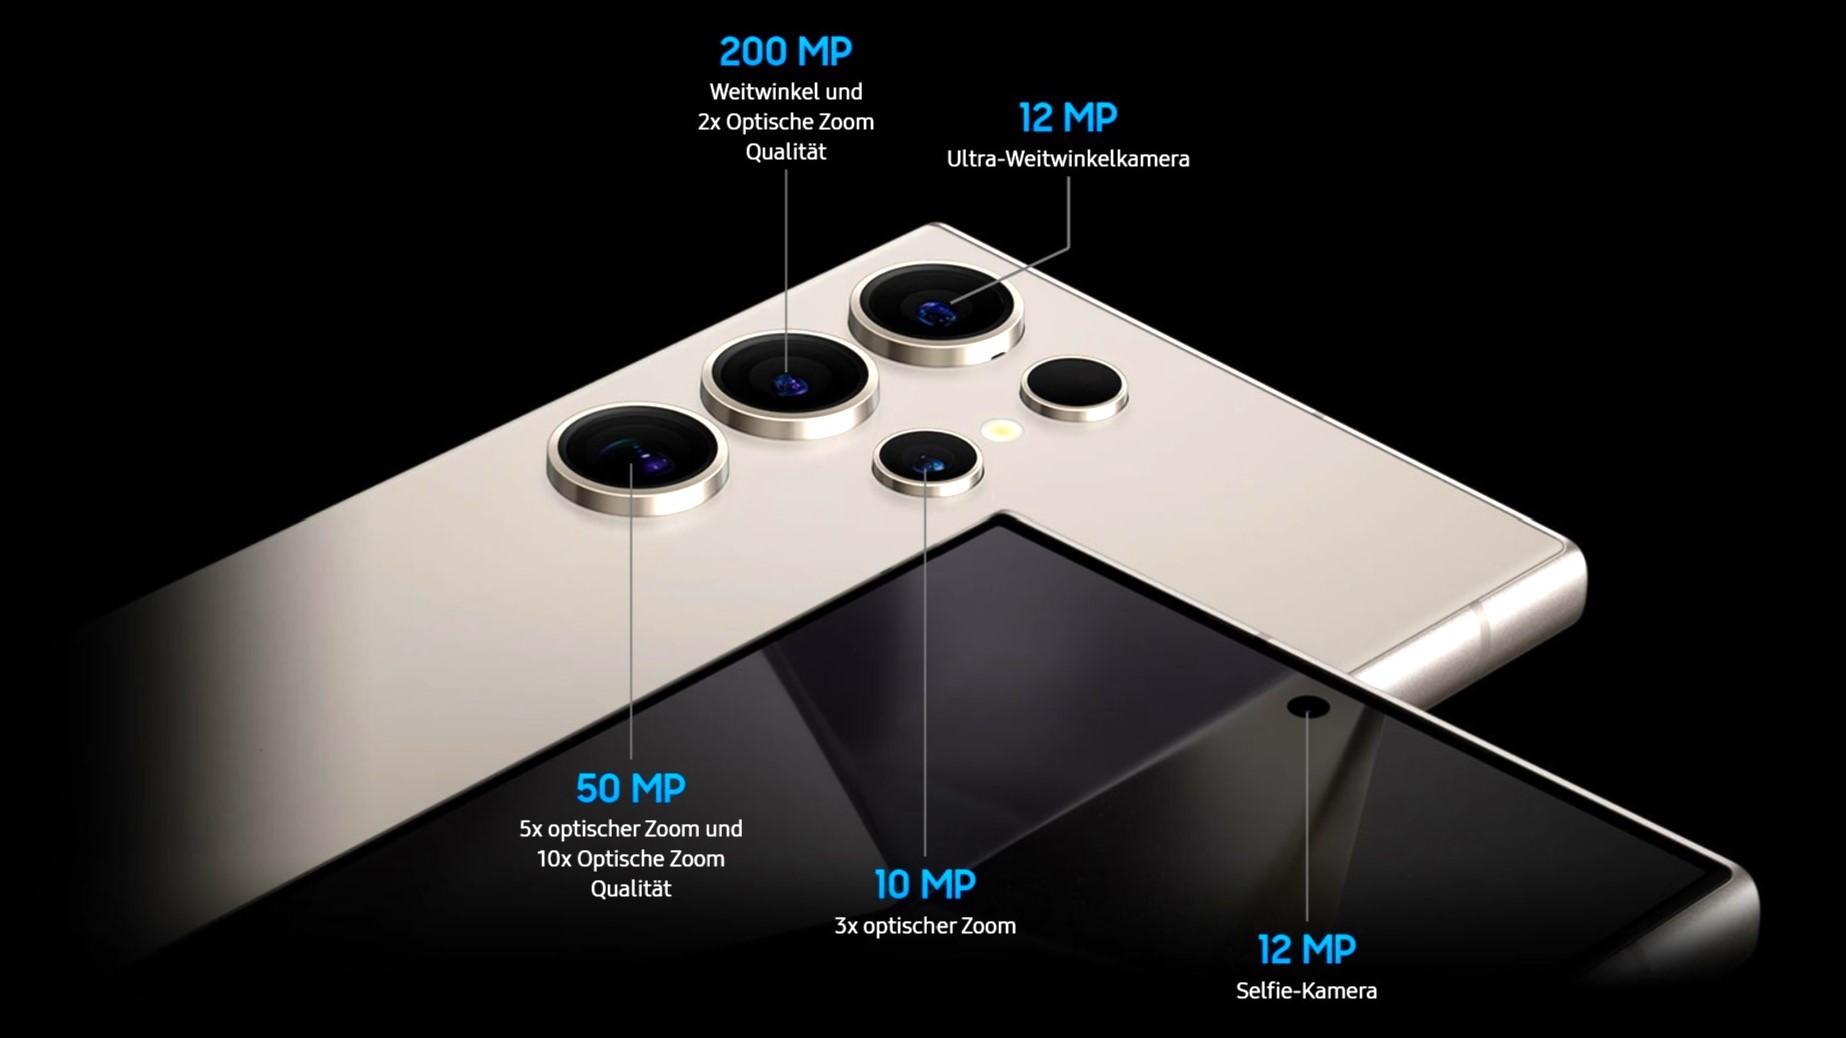 200 MP
Weitwinkel und
2x Optische Zoom
Qualität
12 MP
Ultra-Weitwinkelkamera
50 MP
5x optischer Zoom und
10x Optische Zoom
Qualität
10 MP
3x optischer Zoom
12 MP
Selfie-Kamera